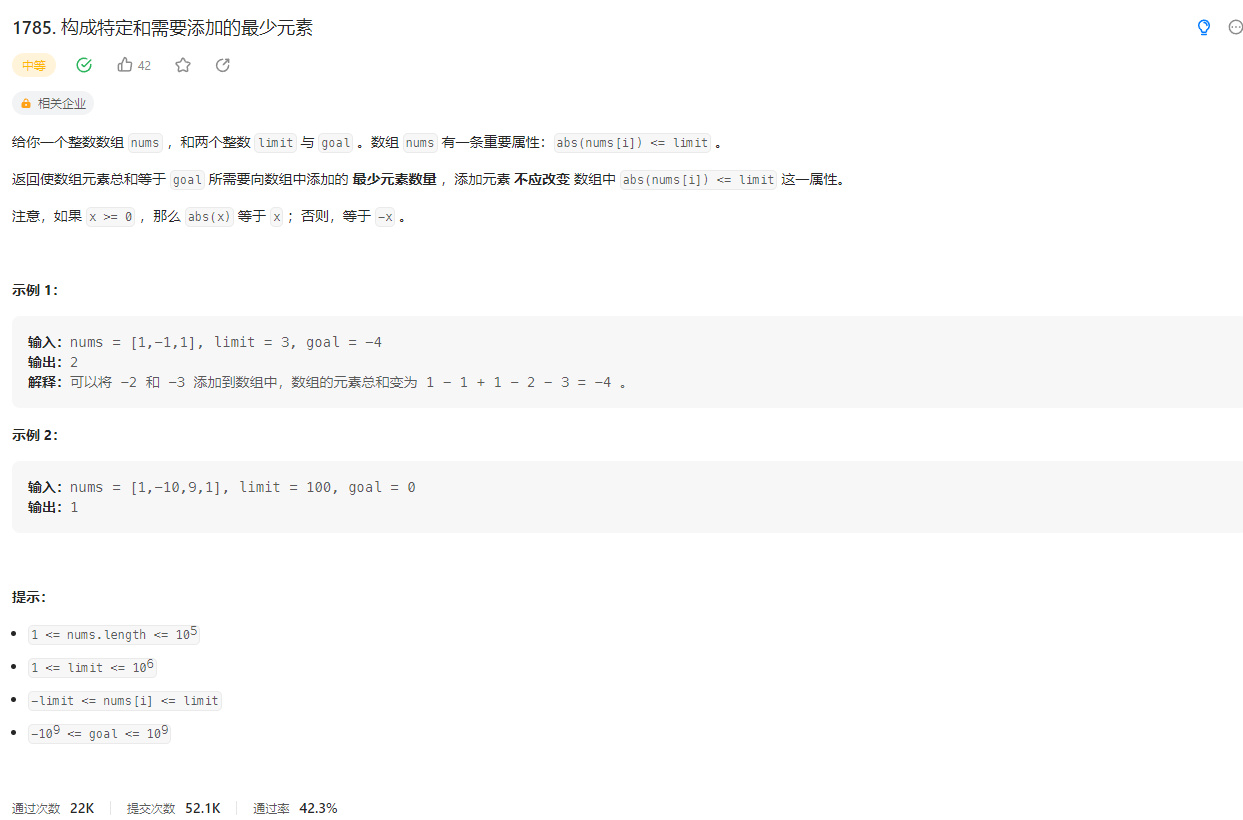 1785. 构成特定和需要添加的最少元素
中等
42
相关企业
给你一个整数数组 nums ，和两个整数 limit 与 goal 。数组 nums 有一条重要属性：abs(nums[i]) <= limit 。
返回使数组元素总和等于 goal 所需要向数组中添加的 最少元素数量 ，添加元素 不应改变 数组中 abs(nums[i]) <= limit 这一属性。
注意，如果 x >= 0 ，那么 abs(x) 等于 x ；否则，等于 -x 。
示例 1：
输入：nums = [1,-1,1], limit = 3, goal = -4
输出：2
解释：可以将 -2 和 -3 添加到数组中，数组的元素总和变为 1 - 1 + 1 - 2 - 3 = -4 。
示例 2：
输入：nums = [1,-10,9,1], limit = 100, goal = 0
输出：1
提示：
1 <= nums.length <= 10⁵
1 <= limit <= 10⁶
-limit <= nums[i] <= limit
-10⁹ <= goal <= 10⁹
通过次数 22K 提交次数 52.1K 通过率 42.3%